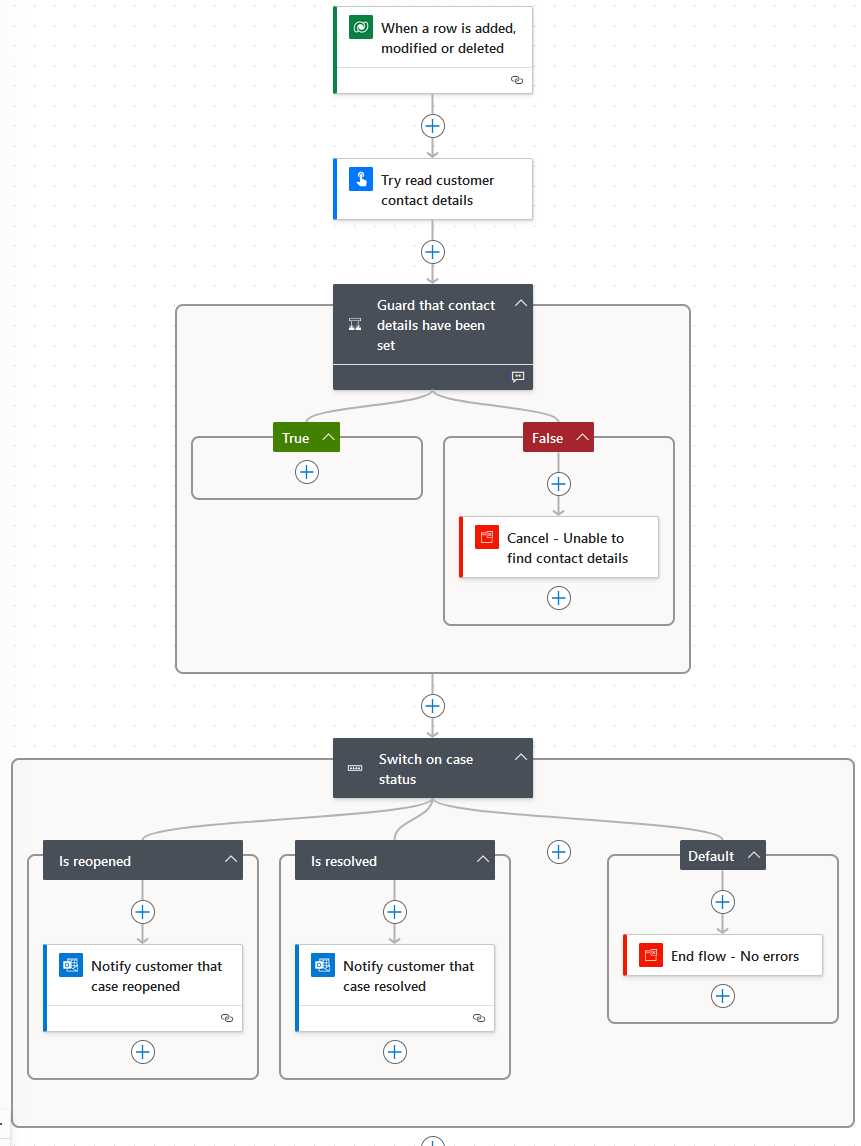 When a row is added,
modified or deleted
Try read customer
contact details
Guard that contact
details have been
set
True
False
Cancel - Unable to
find contact details
Switch on case
status
Is reopened
Is resolved
Default
Notify customer that
case reopened
Notify customer that
case resolved
End flow - No errors